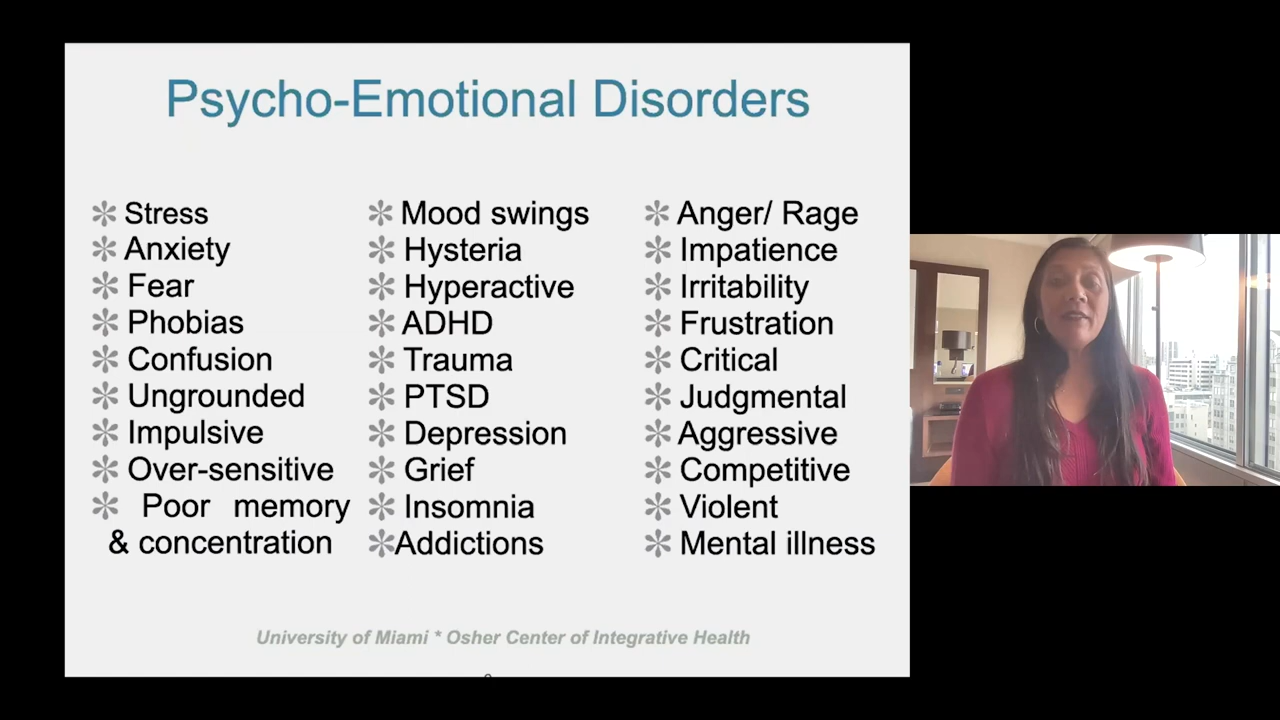 Psycho-Emotional Disorders
✼ Stress
✼ Anxiety
✼ Fear
✼ Phobias
✼ Confusion
✼ Ungrounded
✼ Impulsive
✼ Over-sensitive
✼ Poor memory
& concentration
✼ Mood swings
✼ Hysteria
✼ Hyperactive
✼ ADHD
✼ Trauma
✼ PTSD
✼ Depression
✼ Grief
✼ Insomnia
✼Addictions
✼ Anger/ Rage
✼ Impatience
✼ Irritability
✼ Frustration
✼ Critical
✼ Judgmental
✼ Aggressive
✼ Competitive
✼ Violent
✼ Mental illness
University of Miami * Osher Center of Integrative Health